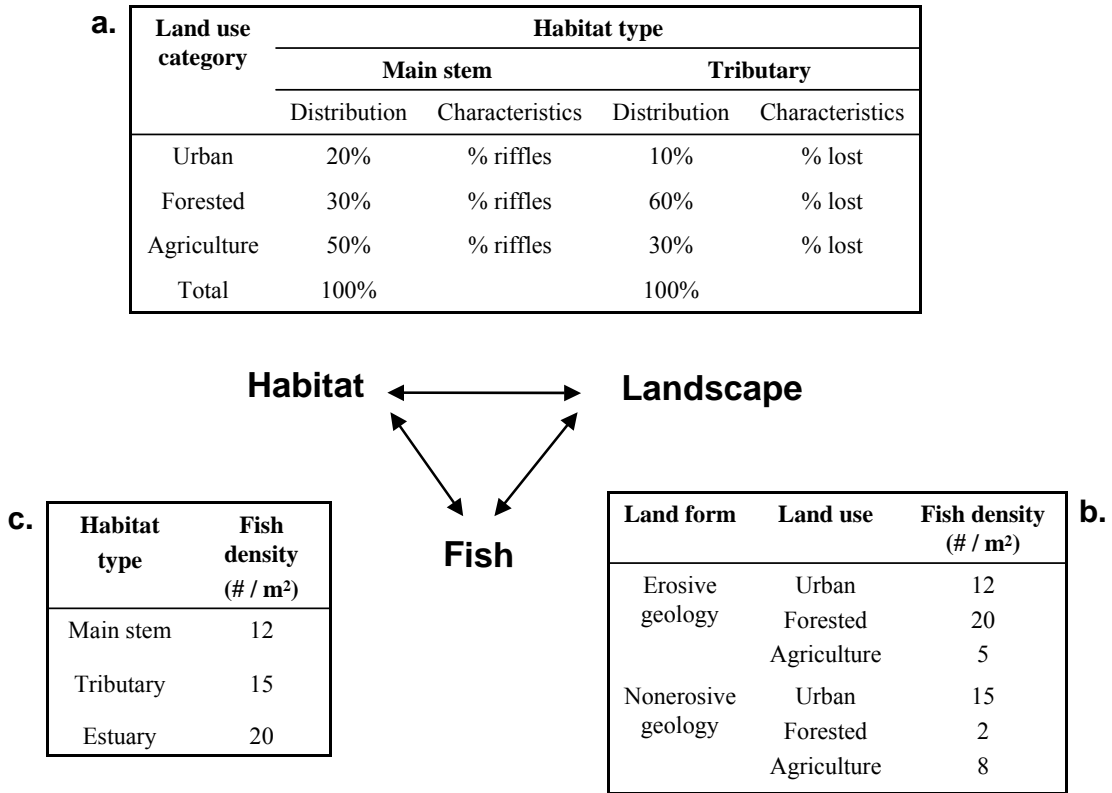 a.
Land use category Habitat type
Main stem Tributary
Distribution Characteristics Distribution Characteristics
Urban 20% % riffles 10% % lost
Forested 30% % riffles 60% % lost
Agriculture 50% % riffles 30% % lost
Total 100% 100%
Habitat Landscape
Fish
c.
Habitat type Fish density (# / m²)
Main stem 12
Tributary 15
Estuary 20
b.
Land form Land use Fish density (# / m²)
Erosive geology Urban 12
Forested 20
Agriculture 5
Nonerosive geology Urban 15
Forested 2
Agriculture 8